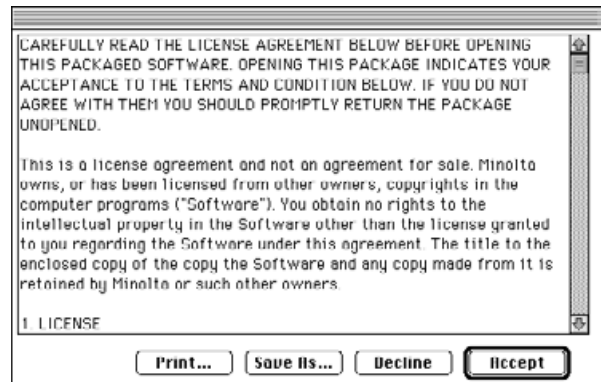 CAREFULLY READ THE LICENSE AGREEMENT BELOW BEFORE OPENING
THIS PACKAGED SOFTWARE. OPENING THIS PACKAGE INDICATES YOUR
ACCEPTANCE TO THE TERMS AND CONDITION BELOW. IF YOU DO NOT
AGREE WITH THEM YOU SHOULD PROMPTLY RETURN THE PACKAGE
UNOPENED.
This is a license agreement and not an agreement for sale. Minolta
owns, or has been licensed from other owners, copyrights in the
computer programs ("Software"). You obtain no rights to the
intellectual property in the Software other than the license granted
to you regarding the Software under this agreement. The title to the
enclosed copy of the copy the Software and any copy made from it is
retained by Minolta or such other owners.
1. LICENSE
Print... Save As... Decline Accept